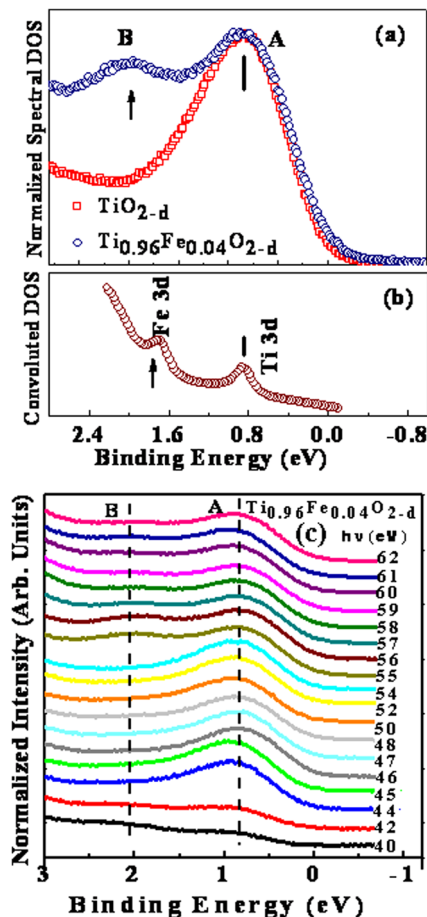 B
A
(a)
Normalized Spectral DOS
TiO2-d
Ti0.96Fe0.04O2-d
(b)
Convoluted DOS
Fe 3d
Ti 3d
2.4 1.6 0.8 0.0 -0.8
Binding Energy (eV)
B
A
Ti0.96Fe0.04O2-d
(C) hν (eV)
Normalized Intensity (Arb. Units)
62
61
60
59
58
57
56
55
54
52
50
48
47
46
45
44
42
40
3 2 1 0 -1
Binding Energy (eV)